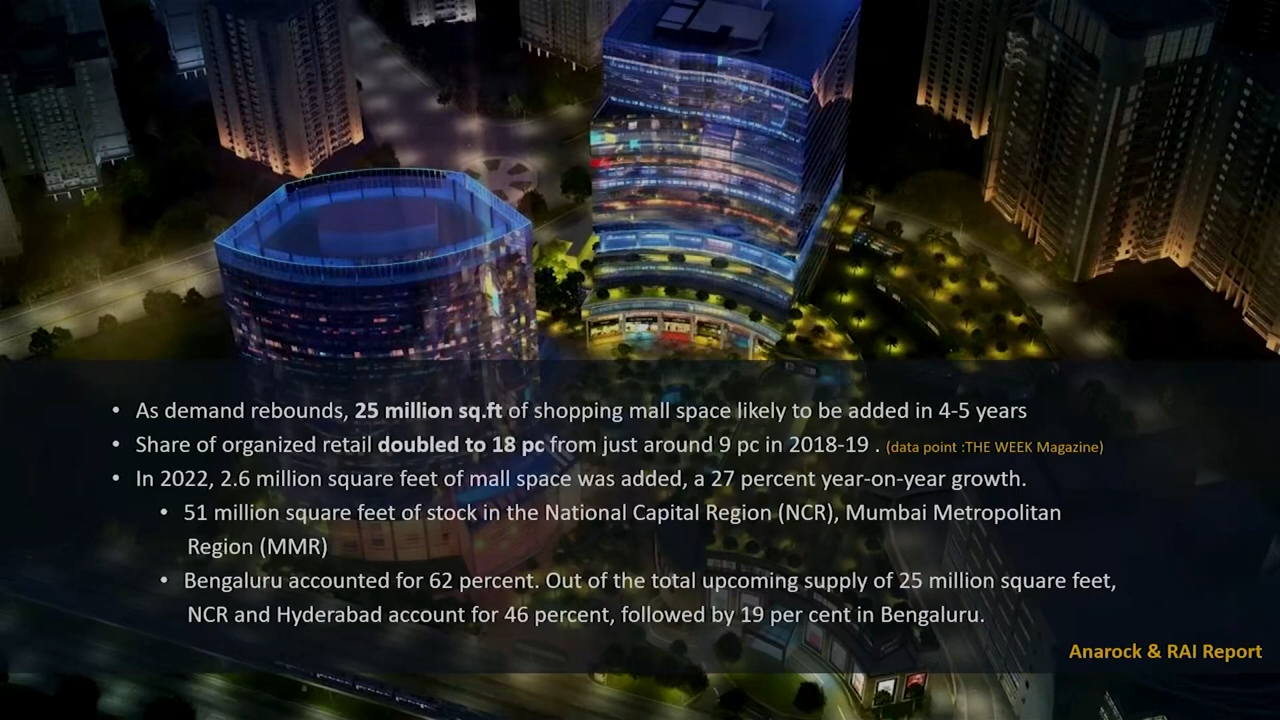 • As demand rebounds, 25 million sq.ft of shopping mall space likely to be added in 4-5 years
• Share of organized retail doubled to 18 pc from just around 9 pc in 2018-19 . (data point :THE WEEK Magazine)
• In 2022, 2.6 million square feet of mall space was added, a 27 percent year-on-year growth.
• 51 million square feet of stock in the National Capital Region (NCR), Mumbai Metropolitan
Region (MMR)
• Bengaluru accounted for 62 percent. Out of the total upcoming supply of 25 million square feet,
NCR and Hyderabad account for 46 percent, followed by 19 per cent in Bengaluru.
Anarock & RAI Report